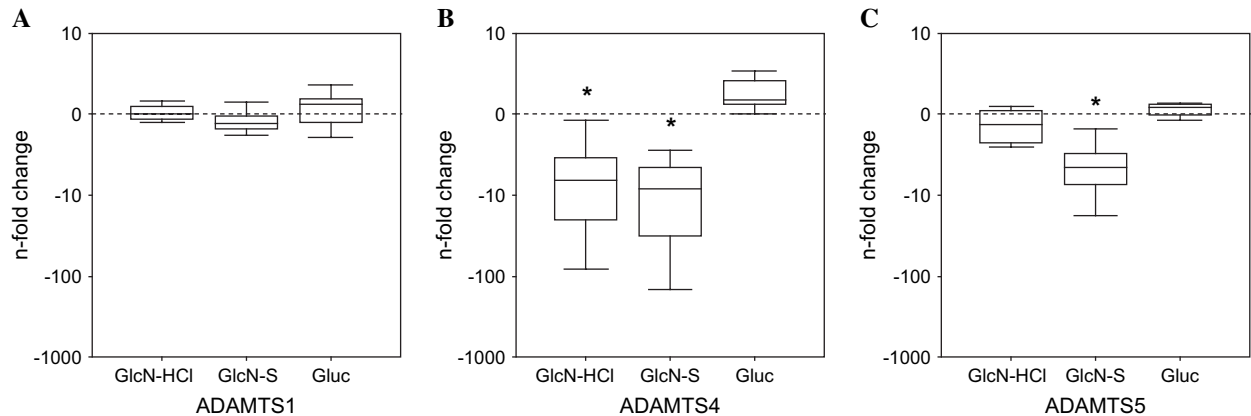 A
10
0
-10
-100
-1000
n-fold change
GlcN-HCl GlcN-S Gluc
ADAMTS1
B
10
0
-10
-100
-1000
n-fold change
*
*
GlcN-HCl GlcN-S Gluc
ADAMTS4
C
10
0
-10
-100
-1000
n-fold change
*
GlcN-HCl GlcN-S Gluc
ADAMTS5